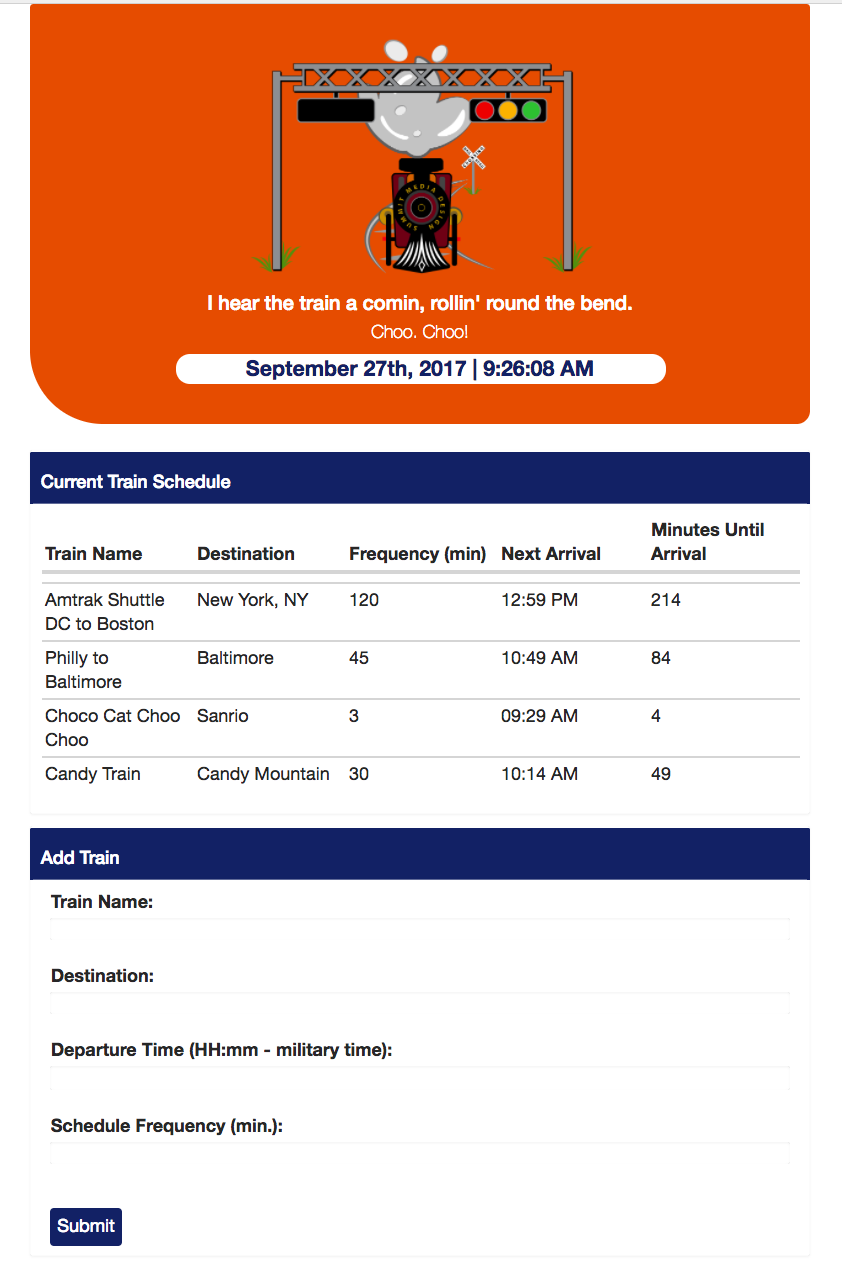 SUMMIT MEDIA DESIGN
I hear the train a comin, rollin' round the bend.
Choo. Choo!
September 27th, 2017 | 9:26:08 AM
Current Train Schedule
Train Name Destination Frequency (min) Next Arrival Minutes Until
Arrival
Amtrak Shuttle New York, NY 120 12:59 PM 214
DC to Boston
Philly to Baltimore 45 10:49 AM 84
Baltimore
Choco Cat Choo Sanrio 3 09:29 AM 4
Choo
Candy Train Candy Mountain 30 10:14 AM 49
Add Train
Train Name:
Destination:
Departure Time (HH:mm - military time):
Schedule Frequency (min.):
Submit